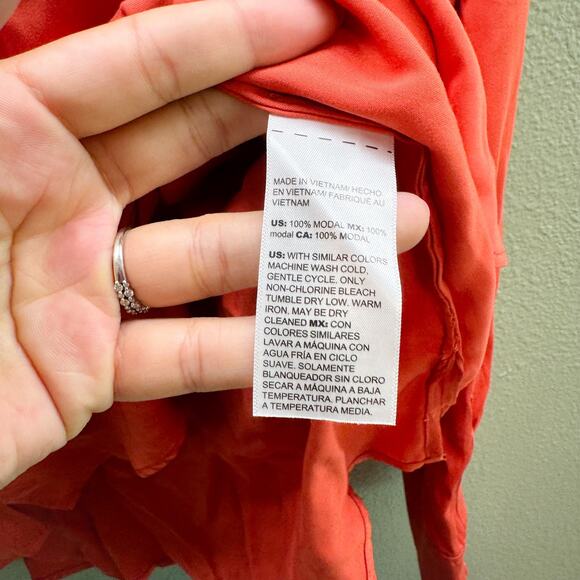 MADE IN VIETNAM/ HECHO
EN VIETNAM/ FABRIQUÉ AU
VIETNAM
US: 100% MODAL MX: 100%
modal CA: 100% MODAL
US: WITH SIMILAR COLORS
MACHINE WASH COLD,
GENTLE CYCLE. ONLY
NON-CHLORINE BLEACH
TUMBLE DRY LOW. WARM
IRON. MAY BE DRY
CLEANED MX: CON
COLORES SIMILARES
LAVAR A MÁQUINA CON
AGUA FRÍA EN CICLO
SUAVE. SOLAMENTE
BLANQUEADOR SIN CLORO
SECAR A MÁQUINA A BAJA
TEMPERATURA. PLANCHAR
A TEMPERATURA MEDIA.